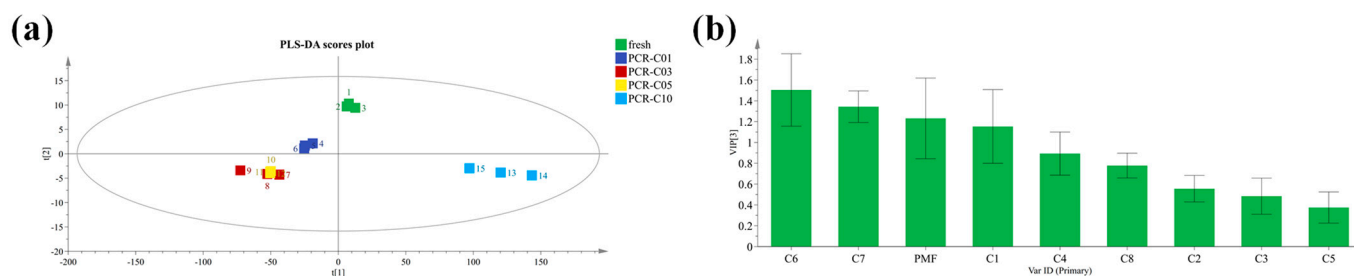 (a)
PLS-DA scores plot
fresh
PCR-C01
PCR-C03
PCR-C05
PCR-C10
t[2]
15
10
5
0
-5
-10
-15
-20
1
2
3
6
4
10
9
11
7
8
15
13
14
-200
-150
-100
-50
0
50
100
150
t[1]
(b)
VIP[3]
1.8
1.6
1.4
1.2
1
0.8
0.6
0.4
0.2
0
C6
C7
PMF
C1
C4
C8
C2
C3
C5
Var ID (Primary)